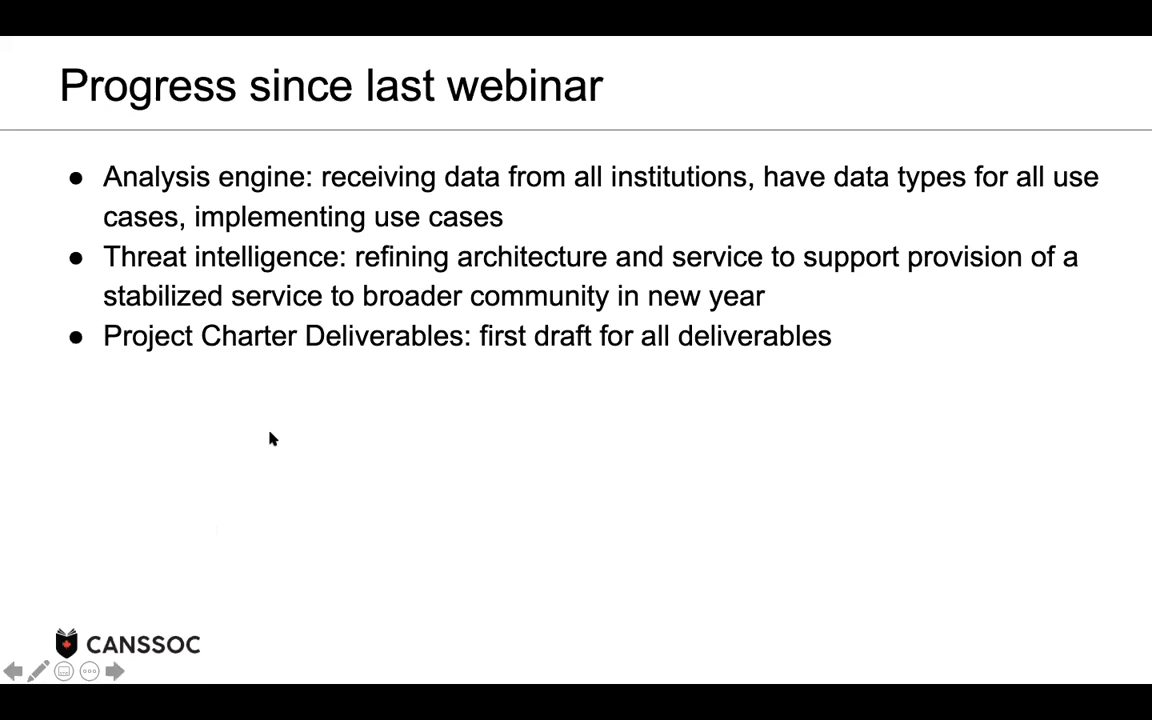 Progress since last webinar
● Analysis engine: receiving data from all institutions, have data types for all use
cases, implementing use cases
● Threat intelligence: refining architecture and service to support provision of a
stabilized service to broader community in new year
● Project Charter Deliverables: first draft for all deliverables
CANSSOC